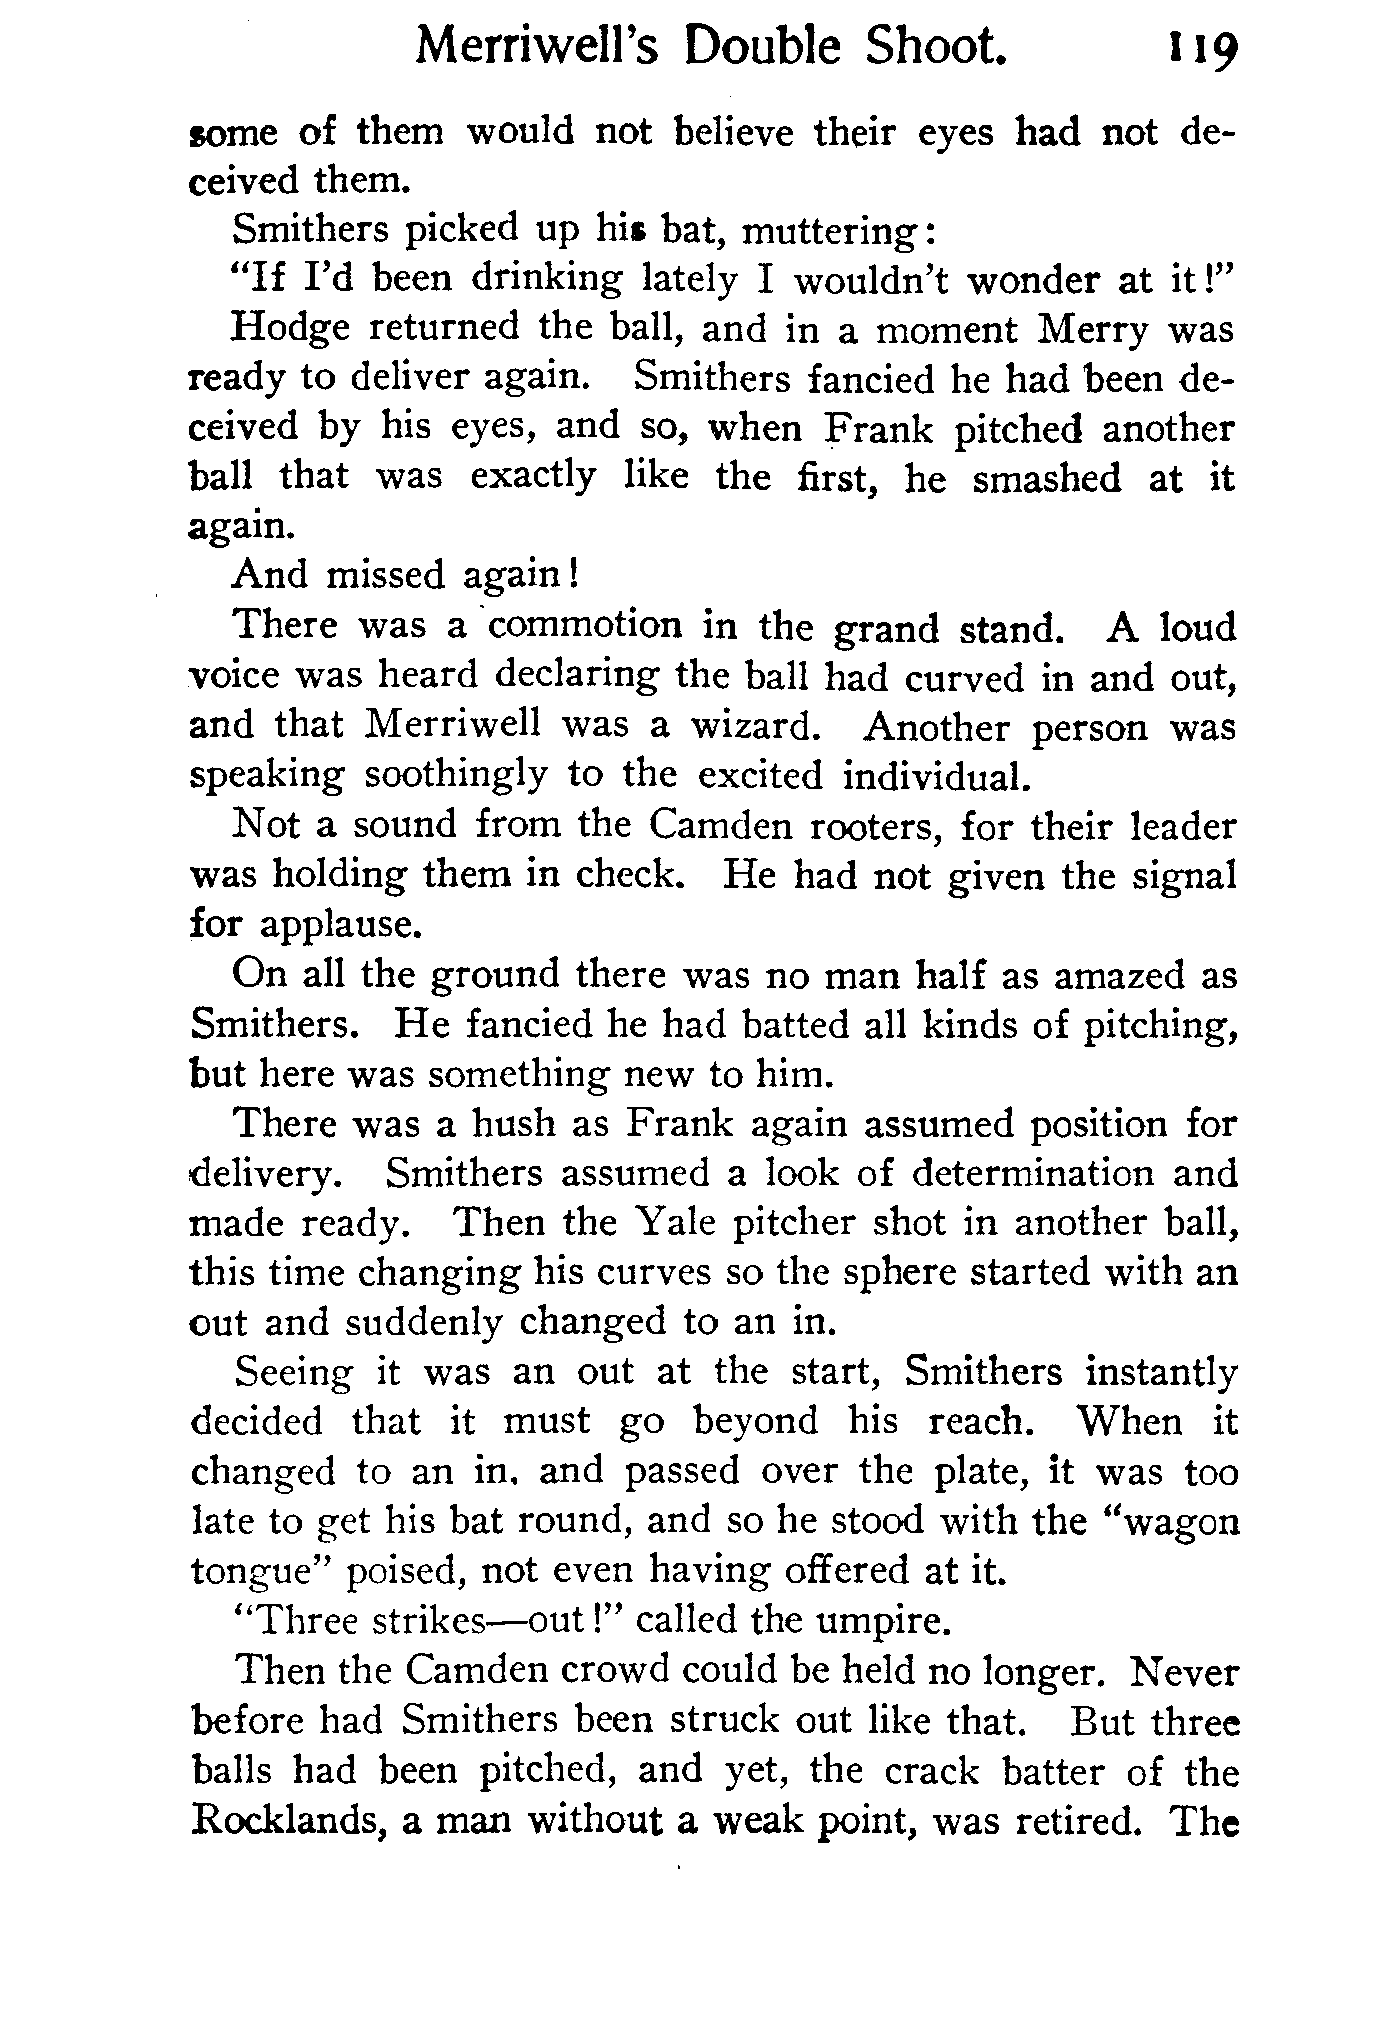 Merriwell's Double Shoot. 119
some of them would not believe their eyes had not de-
ceived them.
Smithers picked up his bat, muttering:
"If I'd been drinking lately I wouldn't wonder at it!"
Hodge returned the ball, and in a moment Merry was
ready to deliver again. Smithers fancied he had been de-
ceived by his eyes, and so, when Frank pitched another
ball that was exactly like the first, he smashed at it
again.
And missed again!
There was a commotion in the grand stand. A loud
voice was heard declaring the ball had curved in and out,
and that Merriwell was a wizard. Another person was
speaking soothingly to the excited individual.
Not a sound from the Camden rooters, for their leader
was holding them in check. He had not given the signal
for applause.
On all the ground there was no man half as amazed as
Smithers. He fancied he had batted all kinds of pitching,
but here was something new to him.
There was a hush as Frank again assumed position for
delivery. Smithers assumed a look of determination and
made ready. Then the Yale pitcher shot in another ball,
this time changing his curves so the sphere started with an
out and suddenly changed to an in.
Seeing it was an out at the start, Smithers instantly
decided that it must go beyond his reach. When it
changed to an in, and passed over the plate, it was too
late to get his bat round, and so he stood with the "wagon
tongue" poised, not even having offered at it.
"Three strikes—out!" called the umpire.
Then the Camden crowd could be held no longer. Never
before had Smithers been struck out like that. But three
balls had been pitched, and yet, the crack batter of the
Rocklands, a man without a weak point, was retired. The